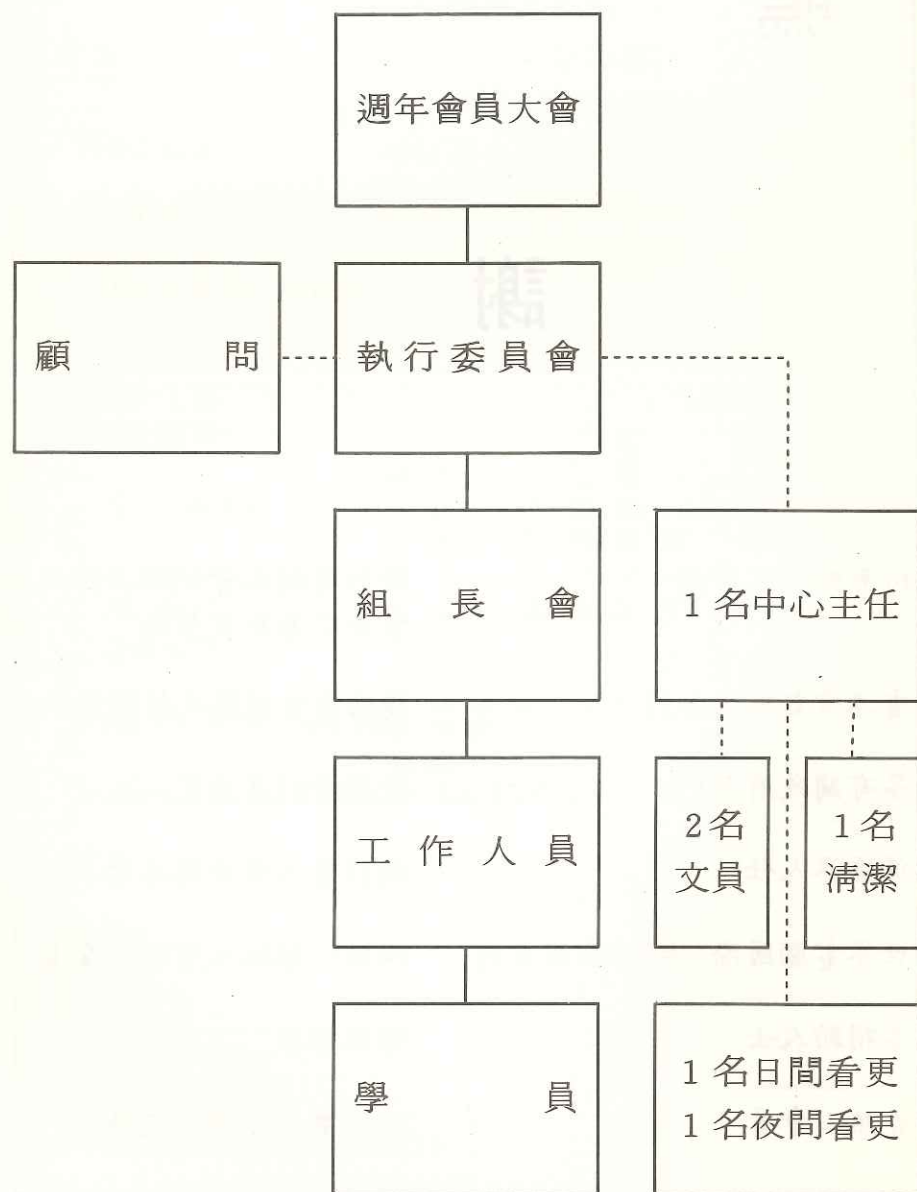 週年會員大會
顧問
執行委員會
組長會
1名中心主任
工作人員
2名
文員
1名
清潔
學員
1名日間看更
1名夜間看更
謝